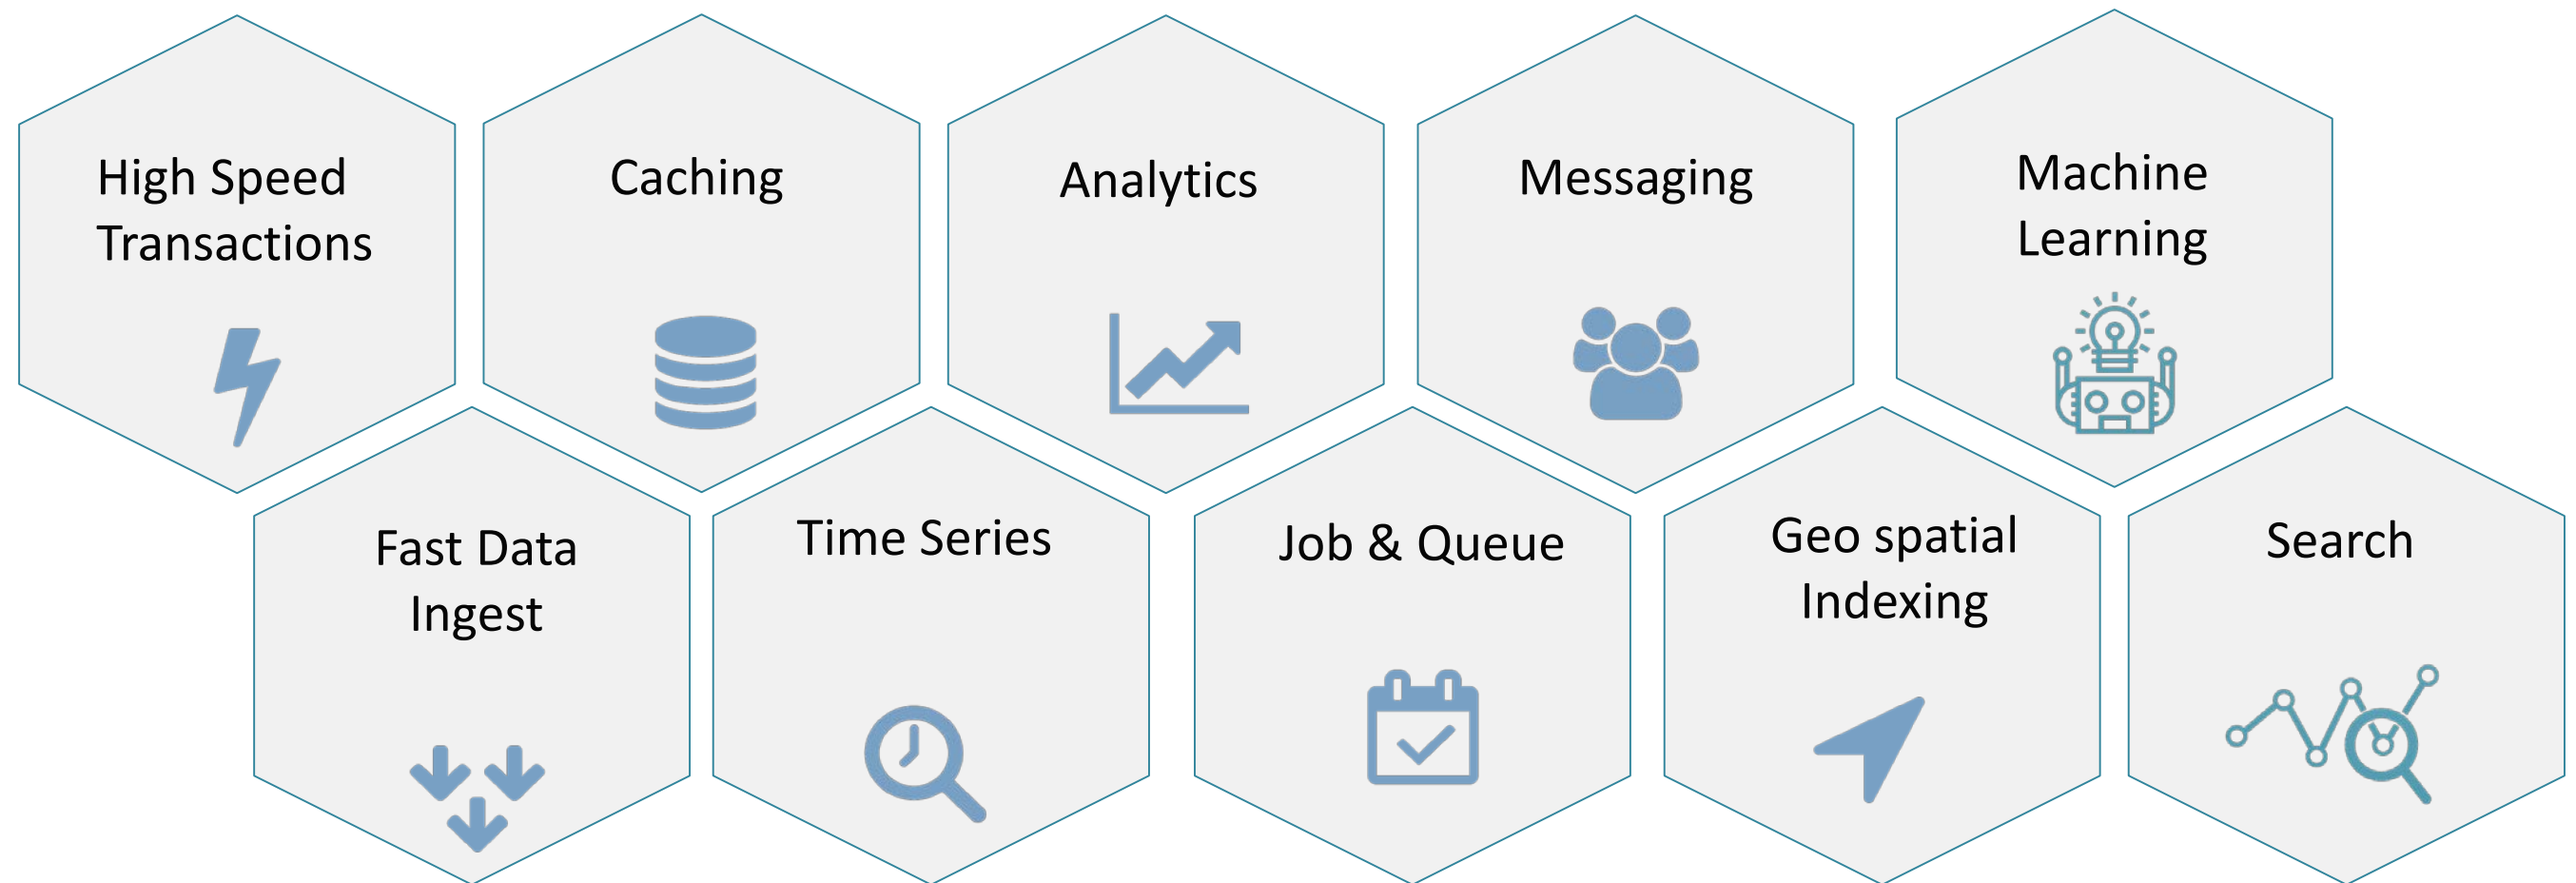 High Speed
Transactions
Caching
Analytics
Messaging
Machine
Learning
Fast Data
Ingest
Time Series
Job & Queue
Geo spatial
Indexing
Search